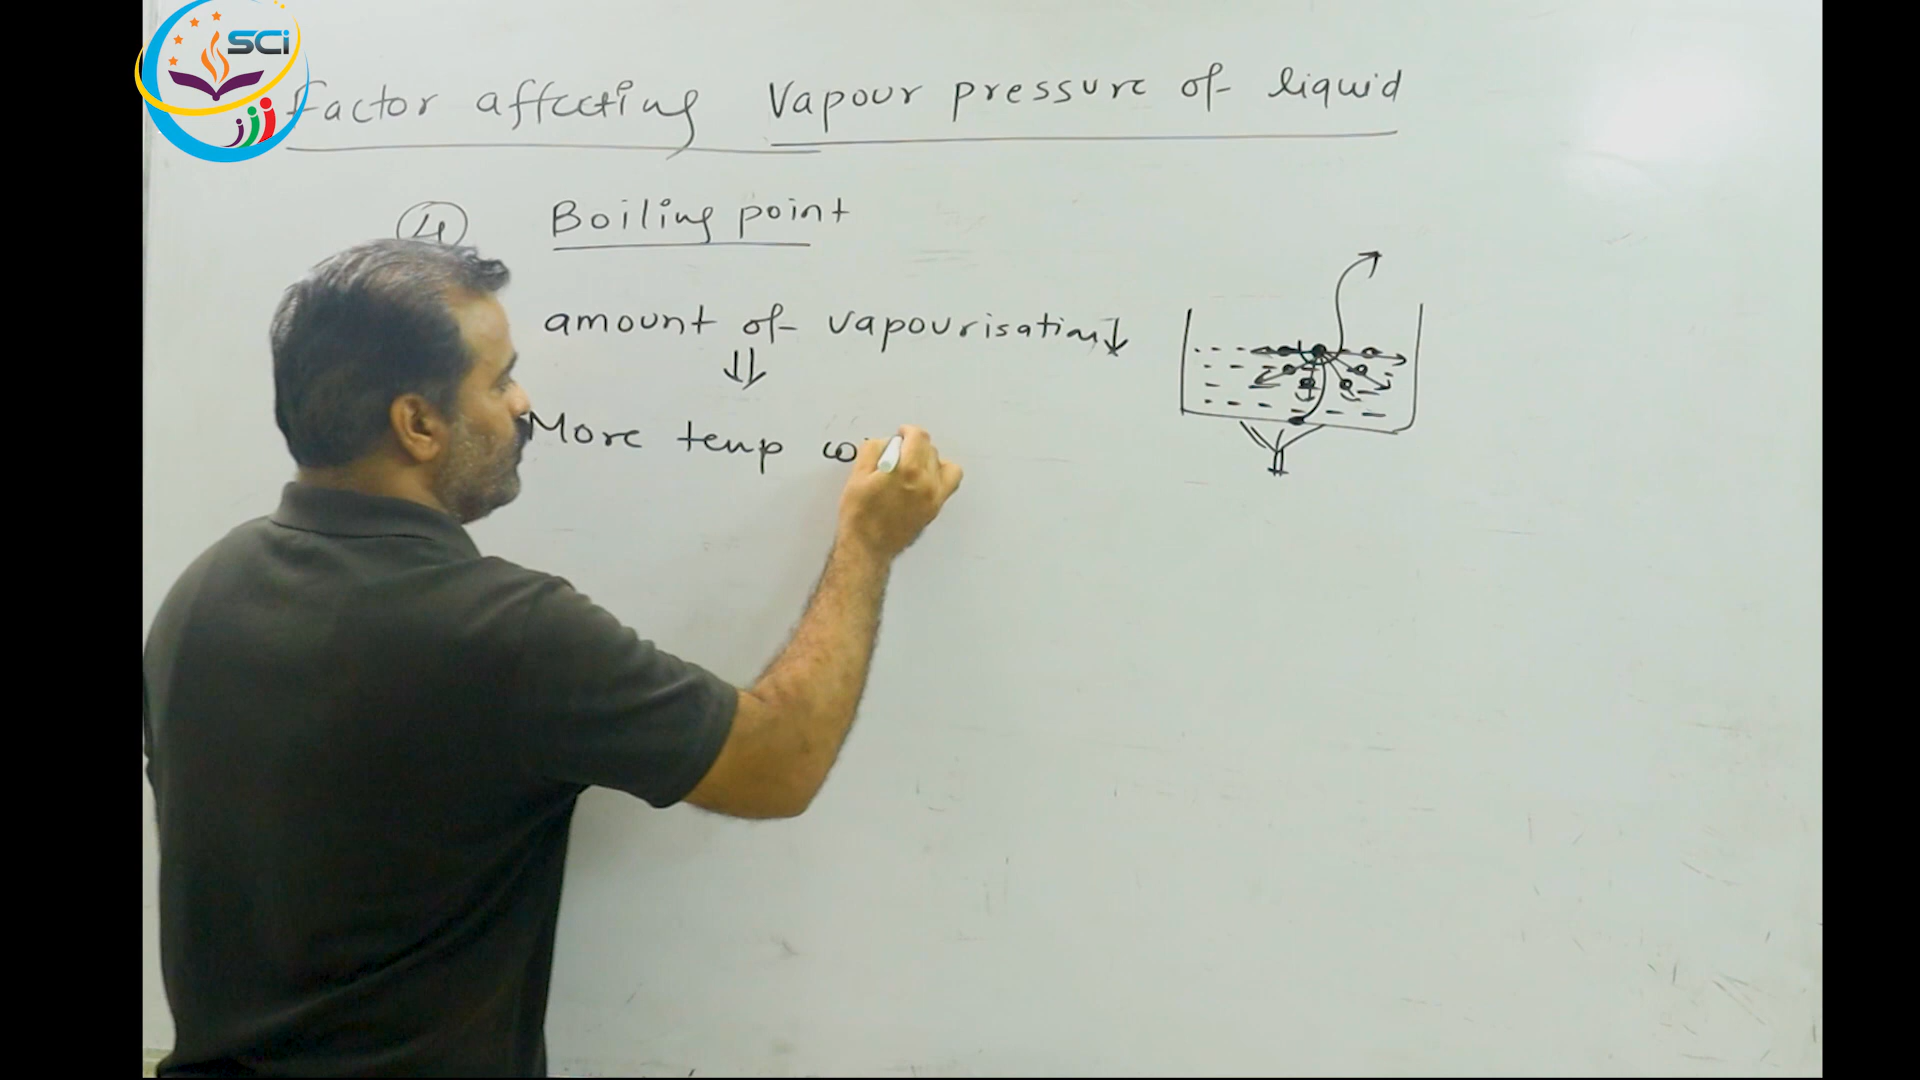 SCi
Factor affecting Vapour pressure of liquid
4 Boiling point
amount of vapourisation↓
⇓
More temp